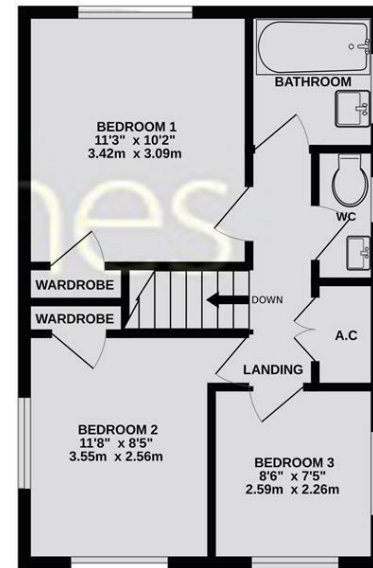 BATHROOM
BEDROOM 1
11'3" x 10'2"
3.42m x 3.09m
nes
WC
WARDROBE
WARDROBE
DOWN
A.C
LANDING
BEDROOM 2
11'8" x 8'5"
3.55m x 2.56m
BEDROOM 3
8'6" x 7'5"
2.59m x 2.26m